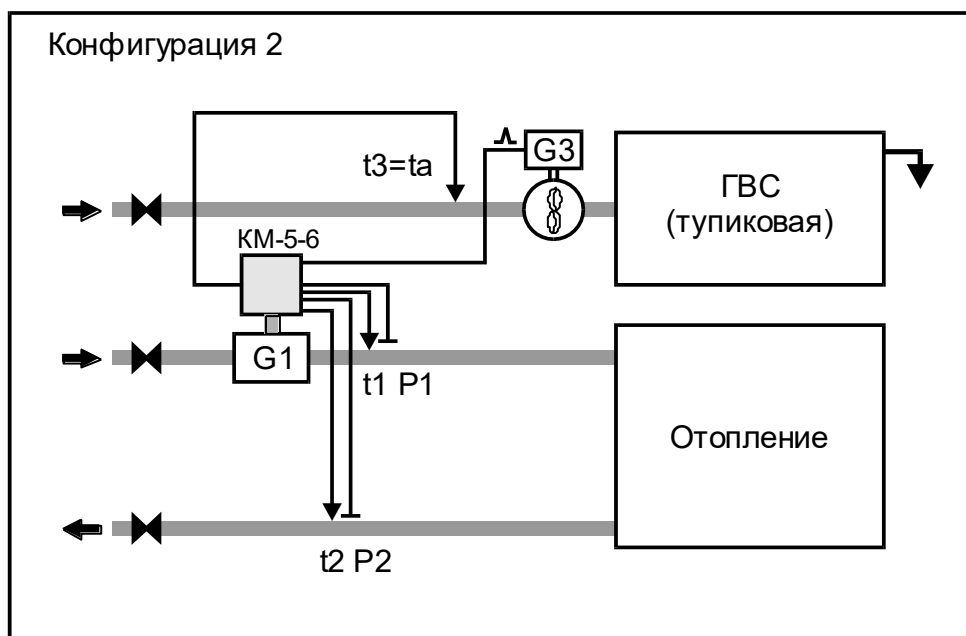 Конфигурация 2
t3=ta
G3
ГВС
(тупиковая)
КМ-5-6
G1
t1 P1
Отопление
t2 P2